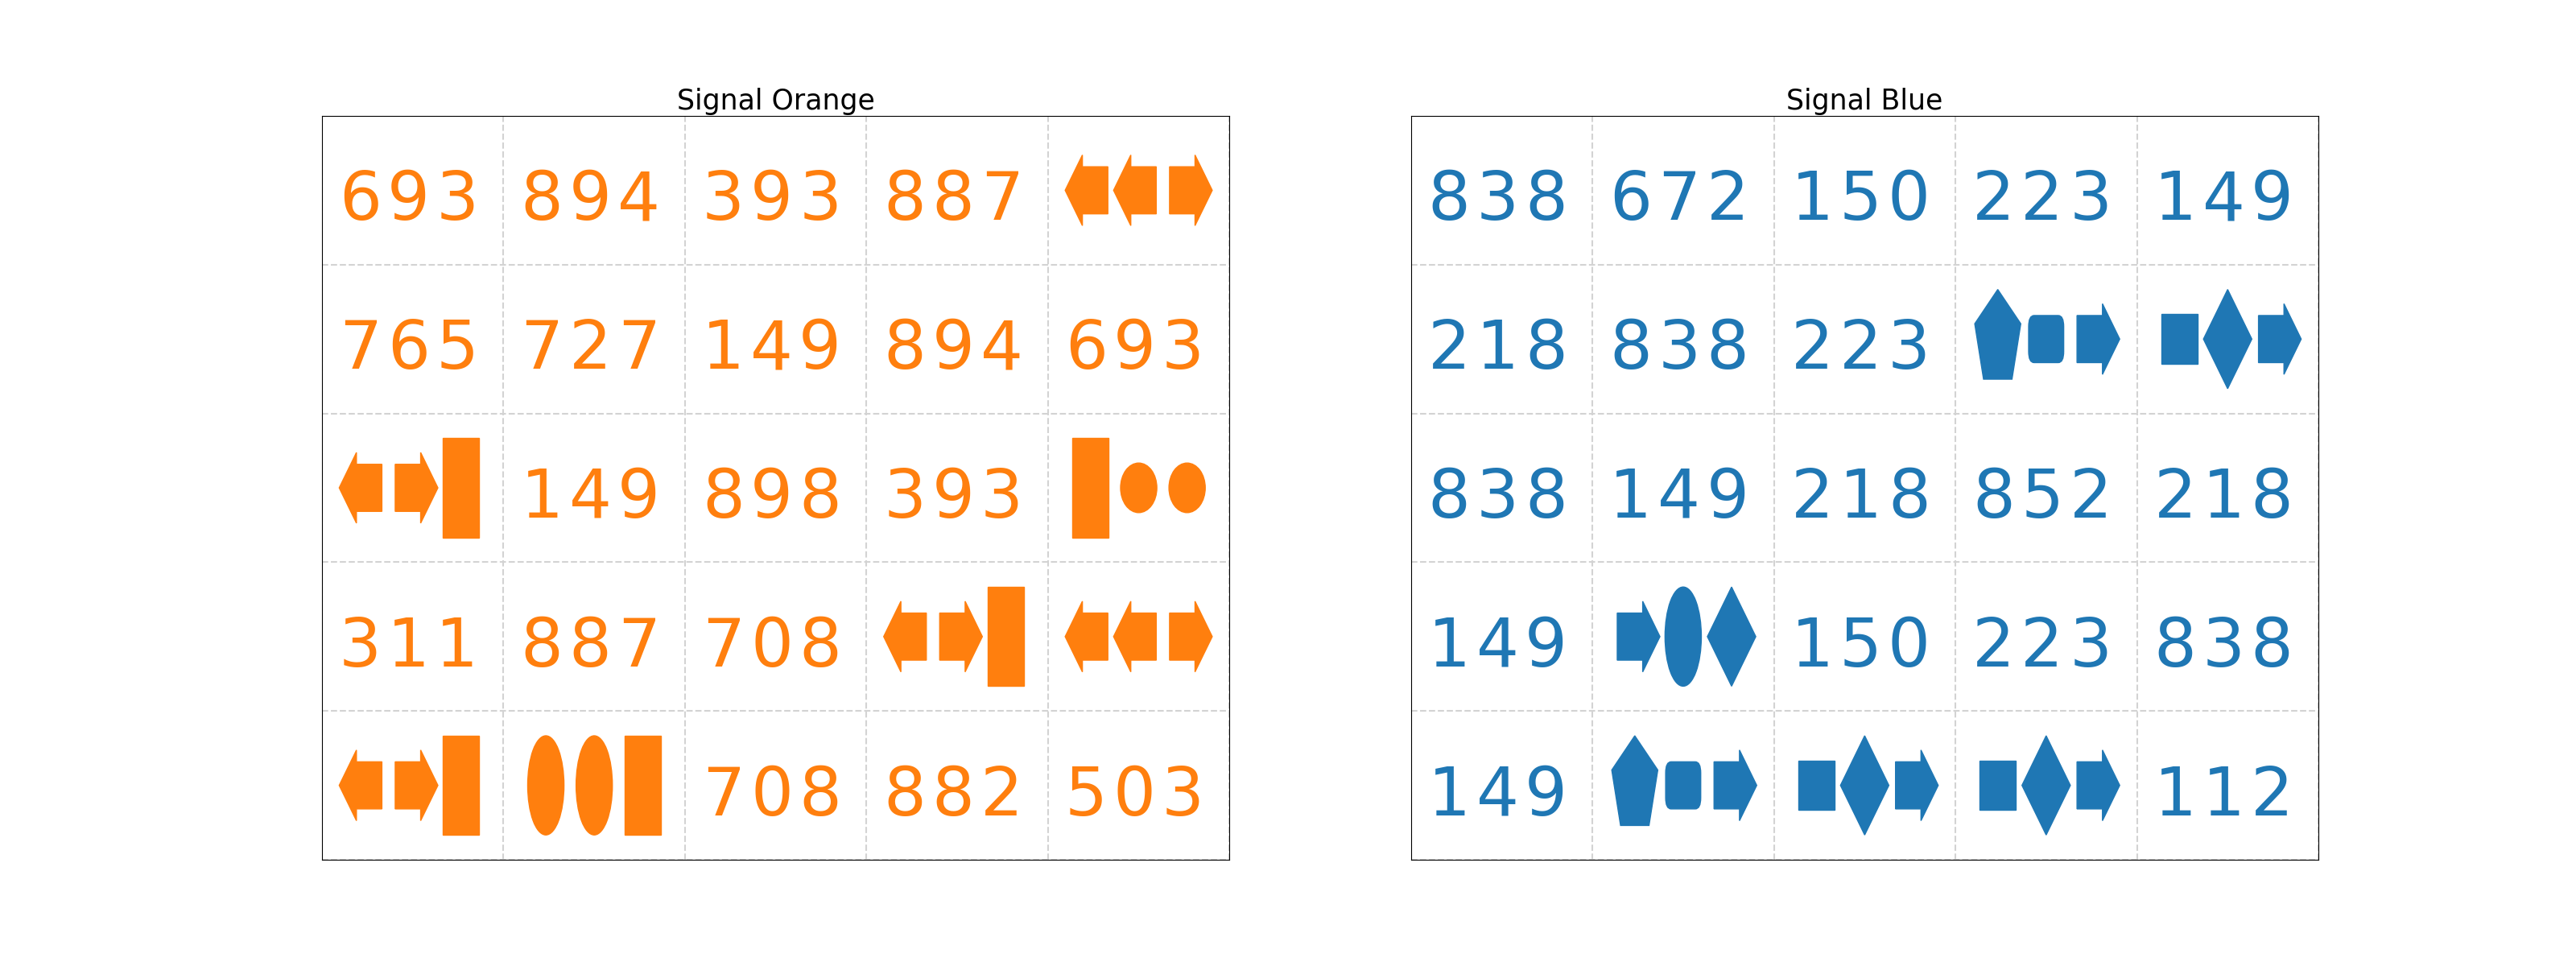 Signal Orange
693 894 393 887
765 727 149 894 693
149 898 393
311 887 708
708 882 503
Signal Blue
838 672 150 223 149
218 838 223
838 149 218 852 218
149 150 223 838
149 112